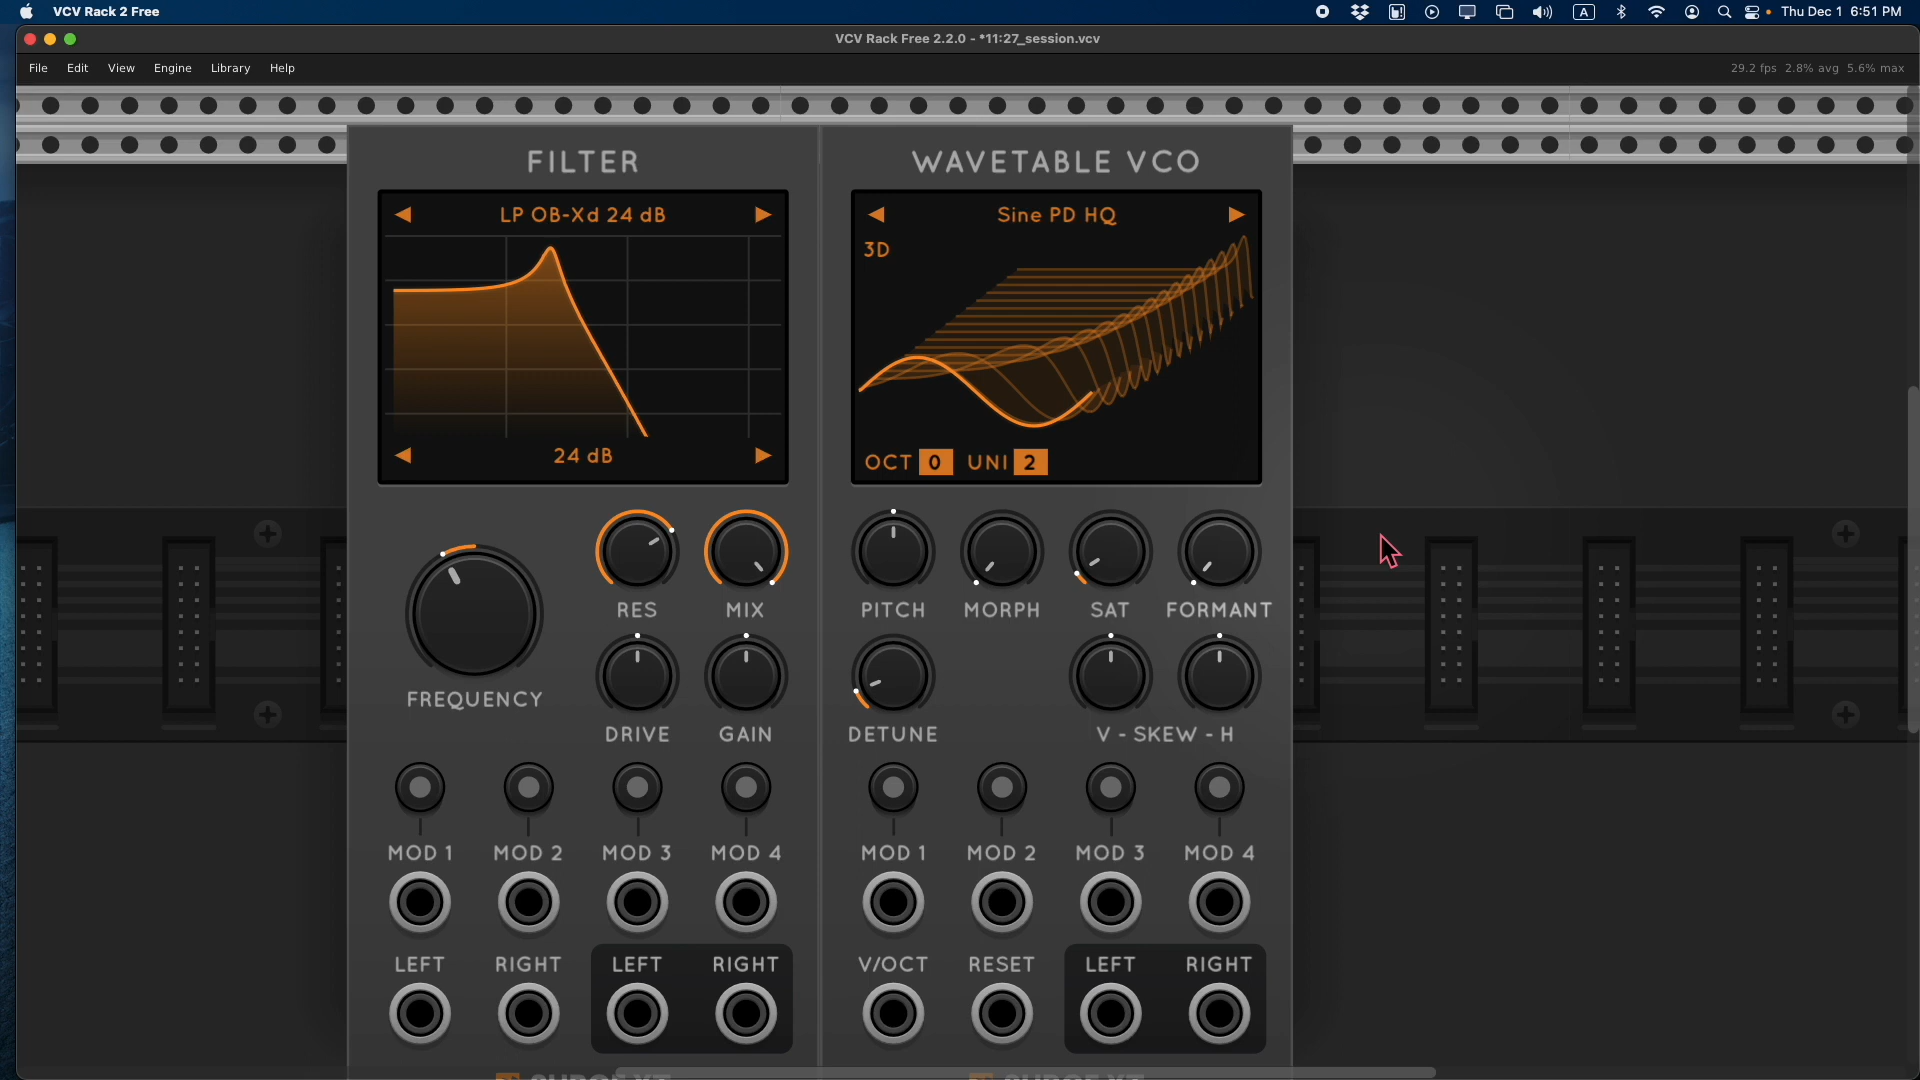 VCV Rack 2 Free
A
Thu Dec 1 6:51 PM
VCV Rack Free 2.2.0 - *11:27_session.vcv
File Edit View Engine Library Help
29.2 fps 2.8% avg 5.6% max
FILTER
LP OB-Xd 24 dB
24 dB
RES MIX
FREQUENCY
DRIVE GAIN
MOD 1 MOD 2 MOD 3 MOD 4
LEFT RIGHT LEFT RIGHT
WAVETABLE VCO
Sine PD HQ
3D
OCT 0 UNI 2
PITCH MORPH SAT FORMANT
DETUNE V - SKEW - H
MOD 1 MOD 2 MOD 3 MOD 4
V/OCT RESET LEFT RIGHT